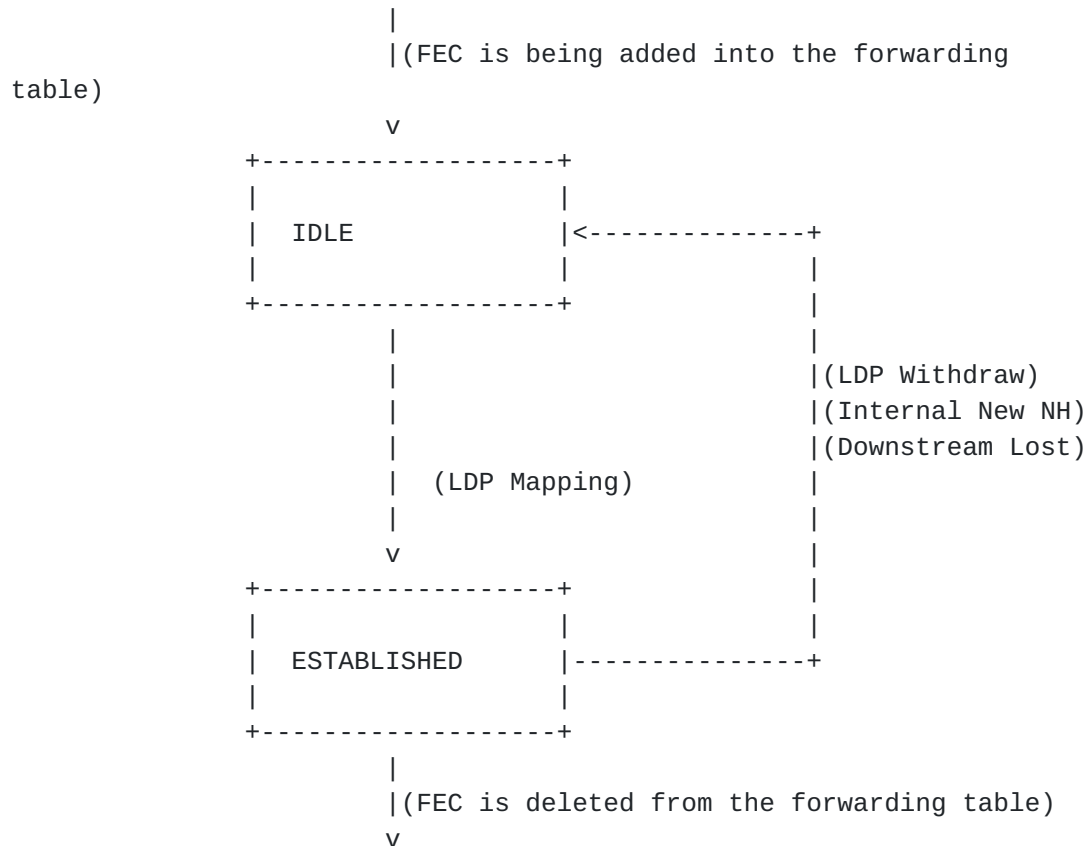 |
|(FEC is being added into the forwarding
table)
v
+-------------------+
| |
| IDLE |<--------------+
| | |
+-------------------+ |
| |
| |(LDP Withdraw)
| |(Internal New NH)
| |(Downstream Lost)
| (LDP Mapping) |
| |
v |
+-------------------+ |
| | |
| ESTABLISHED |---------------+
| |
+-------------------+
|
|(FEC is deleted from the forwarding table)
v